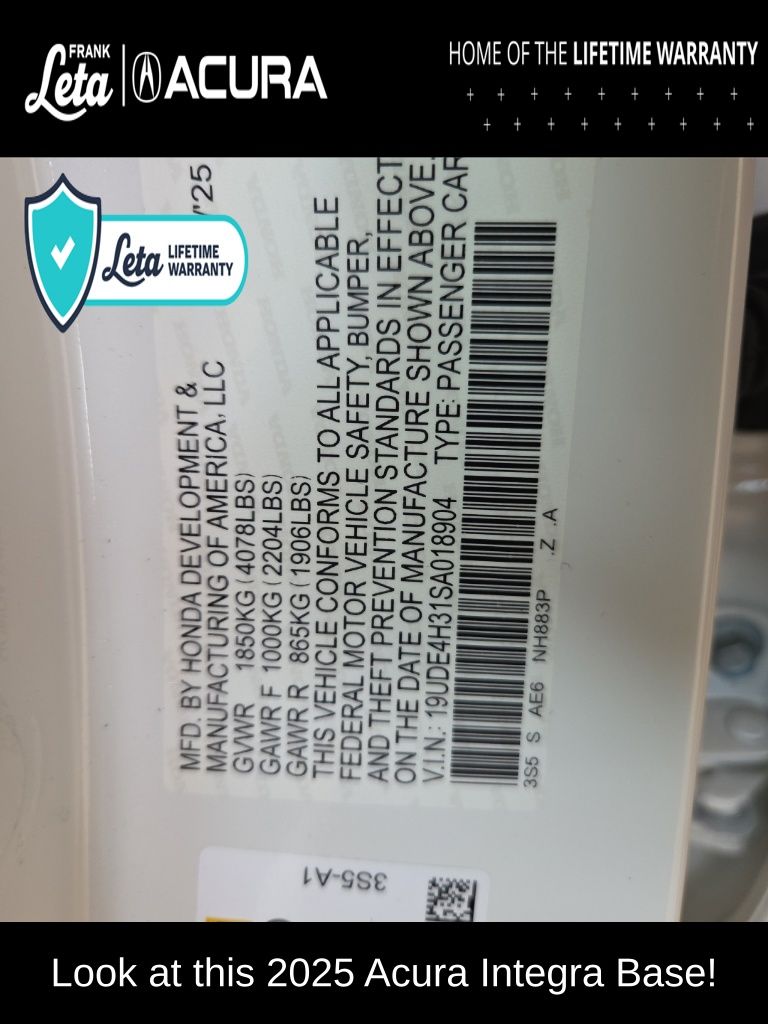 FRANK
Leta
ACURA
HOME OF THE LIFETIME WARRANTY
Leta LIFETIME
WARRANTY
MFD. BY HONDA DEVELOPMENT &
MANUFACTURING OF AMERICA, LLC /'25
GVWR 1850KG (4078LBS)
GAWR F 1000KG (2204LBS)
GAWR R 865KG (1906LBS)
THIS VEHICLE CONFORMS TO ALL APPLICABLE
FEDERAL MOTOR VEHICLE SAFETY, BUMPER,
AND THEFT PREVENTION STANDARDS IN EFFECT
ON THE DATE OF MANUFACTURE SHOWN ABOVE.
V.I.N.: 19UDE4H31SA018904 TYPE: PASSENGER CAR
3S5 S AE6 NH883P .Z .A
3S5-A1
Look at this 2025 Acura Integra Base!